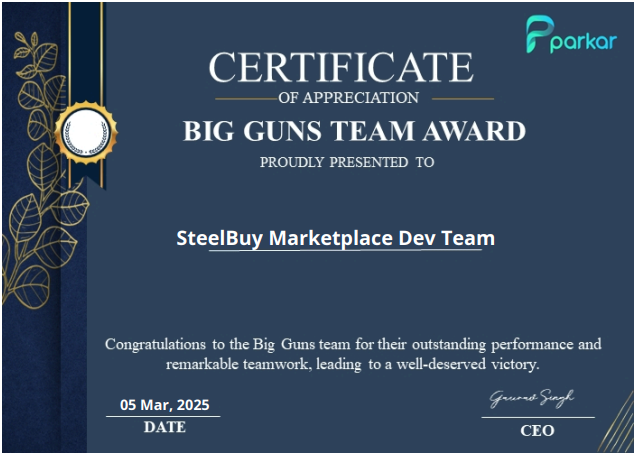 parkar
CERTIFICATE
OF APPRECIATION
BIG GUNS TEAM AWARD
PROUDLY PRESENTED TO
SteelBuy Marketplace Dev Team
Congratulations to the Big Guns team for their outstanding performance and
remarkable teamwork, leading to a well-deserved victory.
05 Mar, 2025
DATE
Gaurav Singh
CEO